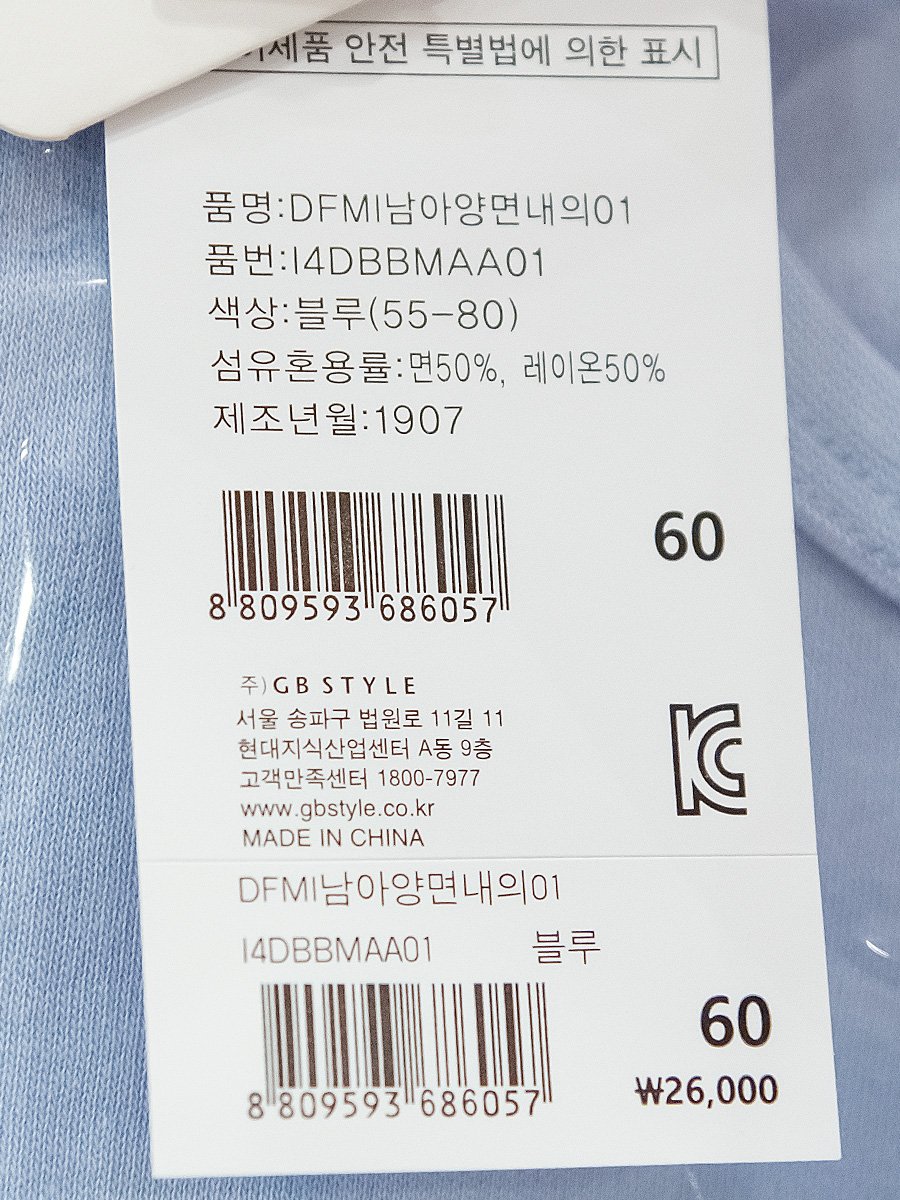 제품 안전 특별법에 의한 표시
품명:DFMI남아양면내의01
품번:I4DBBMAA01
색상:블루(55-80)
섬유혼용률:면50%, 레이온50%
제조년월:1907
60
8 809593 686057
주)GB STYLE
서울 송파구 법원로 11길 11
현대지식산업센터 A동 9층
고객만족센터 1800-7977
www.gbstyle.co.kr
MADE IN CHINA
KC
DFMI남아양면내의01
I4DBBMAA01 블루
60
8 809593 686057
₩26,000